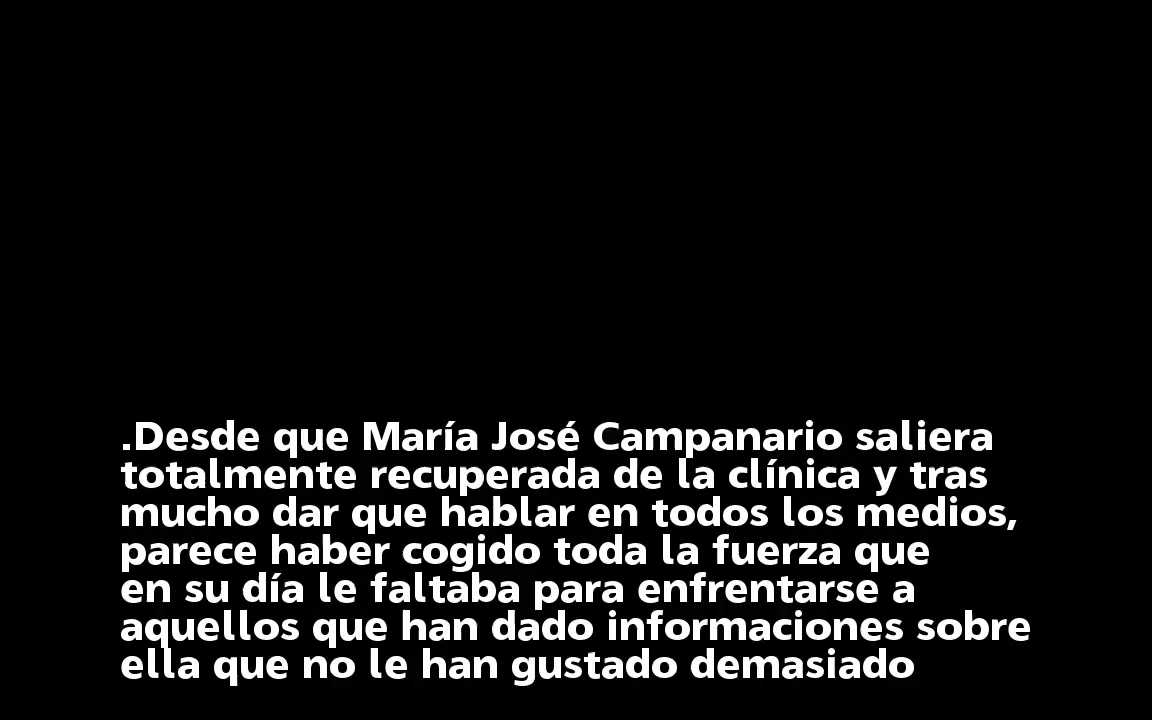 .Desde que María José Campanario saliera
totalmente recuperada de la clínica y tras
mucho dar que hablar en todos los medios,
parece haber cogido toda la fuerza que
en su día le faltaba para enfrentarse a
aquellos que han dado informaciones sobre
ella que no le han gustado demasiado